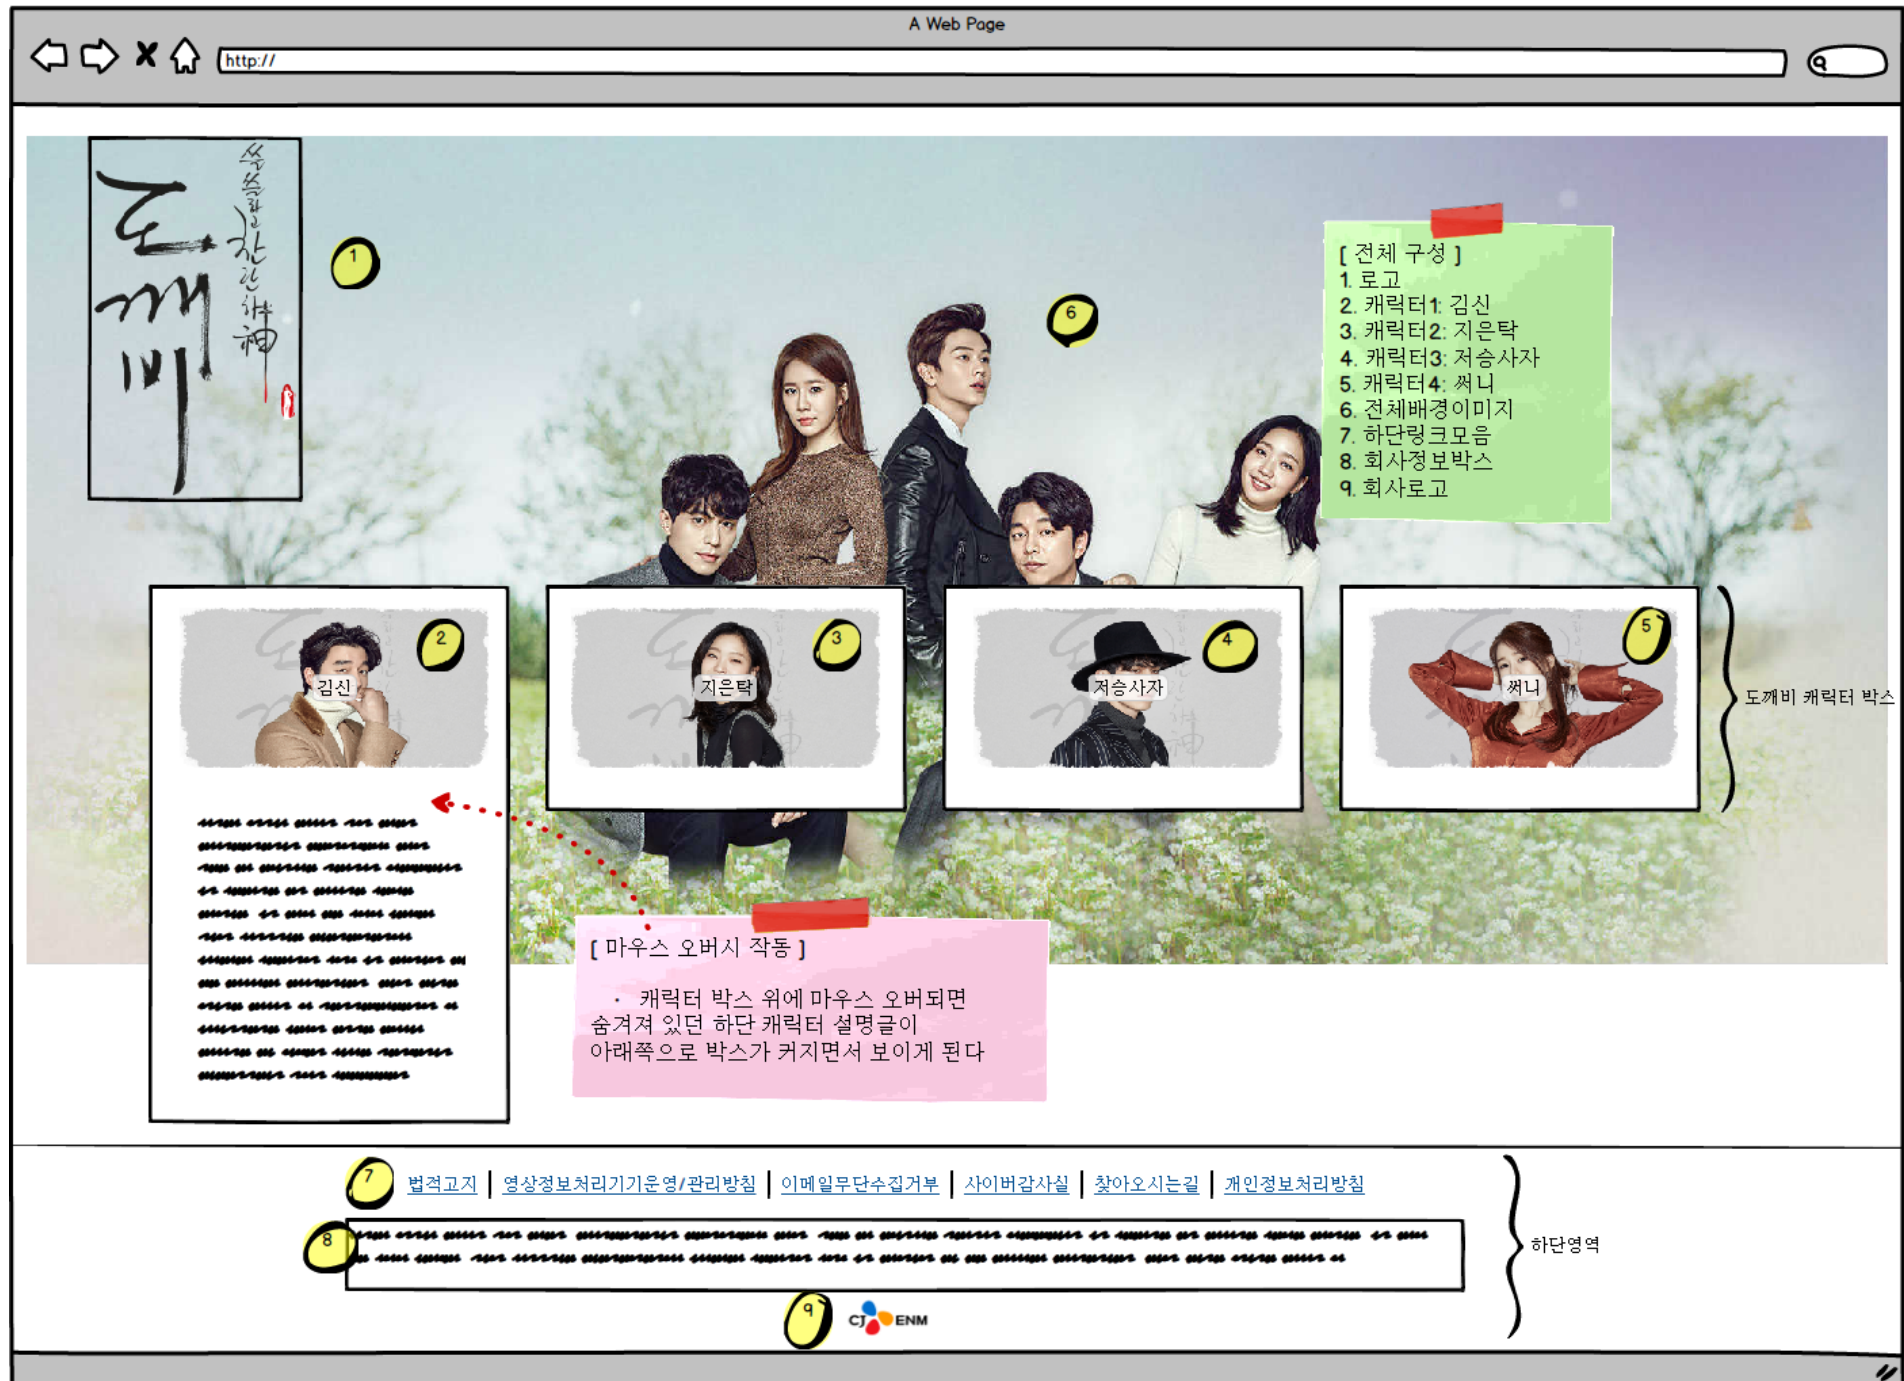 A Web Page
http://
도깨비
쓸쓸하고 찬란하神
1
6
[ 전체 구성 ]
1. 로고
2. 캐릭터1: 김신
3. 캐릭터2: 지은탁
4. 캐릭터3: 저승사자
5. 캐릭터4: 써니
6. 전체배경이미지
7. 하단링크모음
8. 회사정보박스
9. 회사로고
2
김신
3
지은탁
4
저승사자
5
써니
도깨비 캐릭터 박스
[ 마우스 오버시 작동 ]
• 캐릭터 박스 위에 마우스 오버되면
숨겨져 있던 하단 캐릭터 설명글이
아래쪽으로 박스가 커지면서 보이게 된다
7
법적고지 | 영상정보처리기기운영/관리방침 | 이메일무단수집거부 | 사이버감사실 | 찾아오시는길 | 개인정보처리방침
8
하단영역
9
CJ ENM